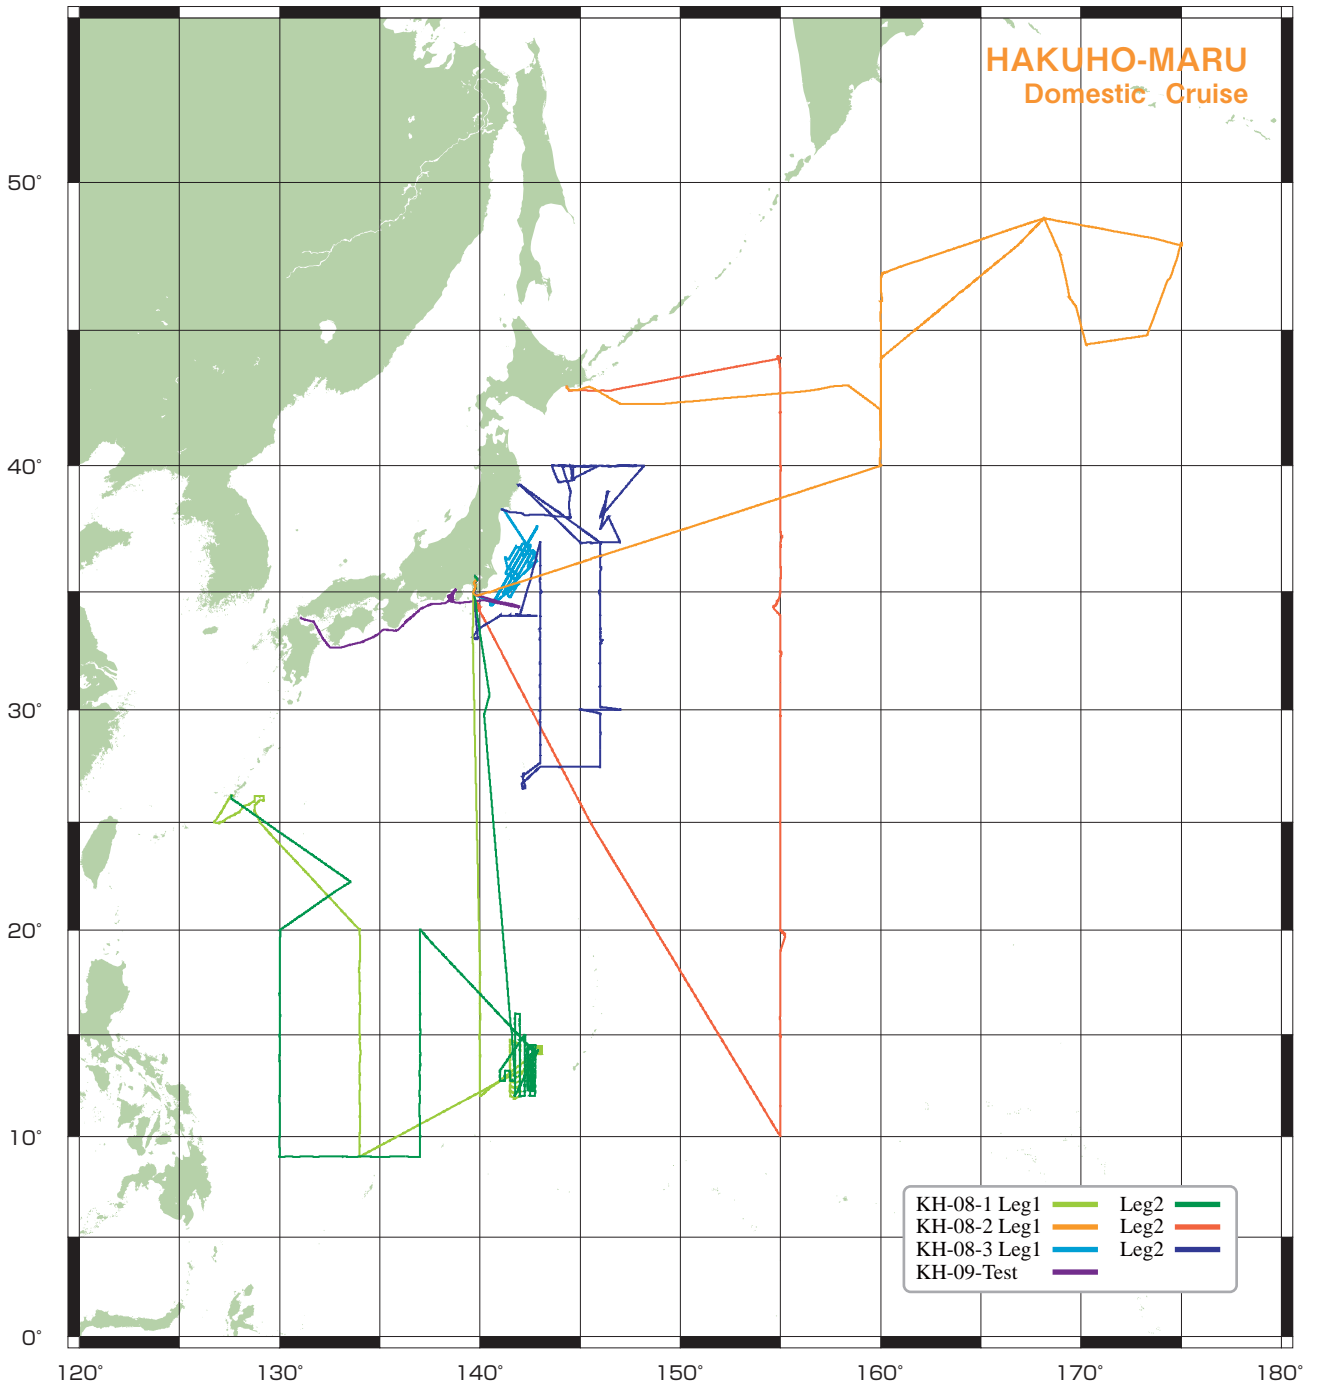 HAKUHO-MARU
Domestic Cruise
50°
40°
30°
20°
10°
0°
KH-08-1 Leg1 Leg2
KH-08-2 Leg1 Leg2
KH-08-3 Leg1 Leg2
KH-09-Test
120° 130° 140° 150° 160° 170° 180°